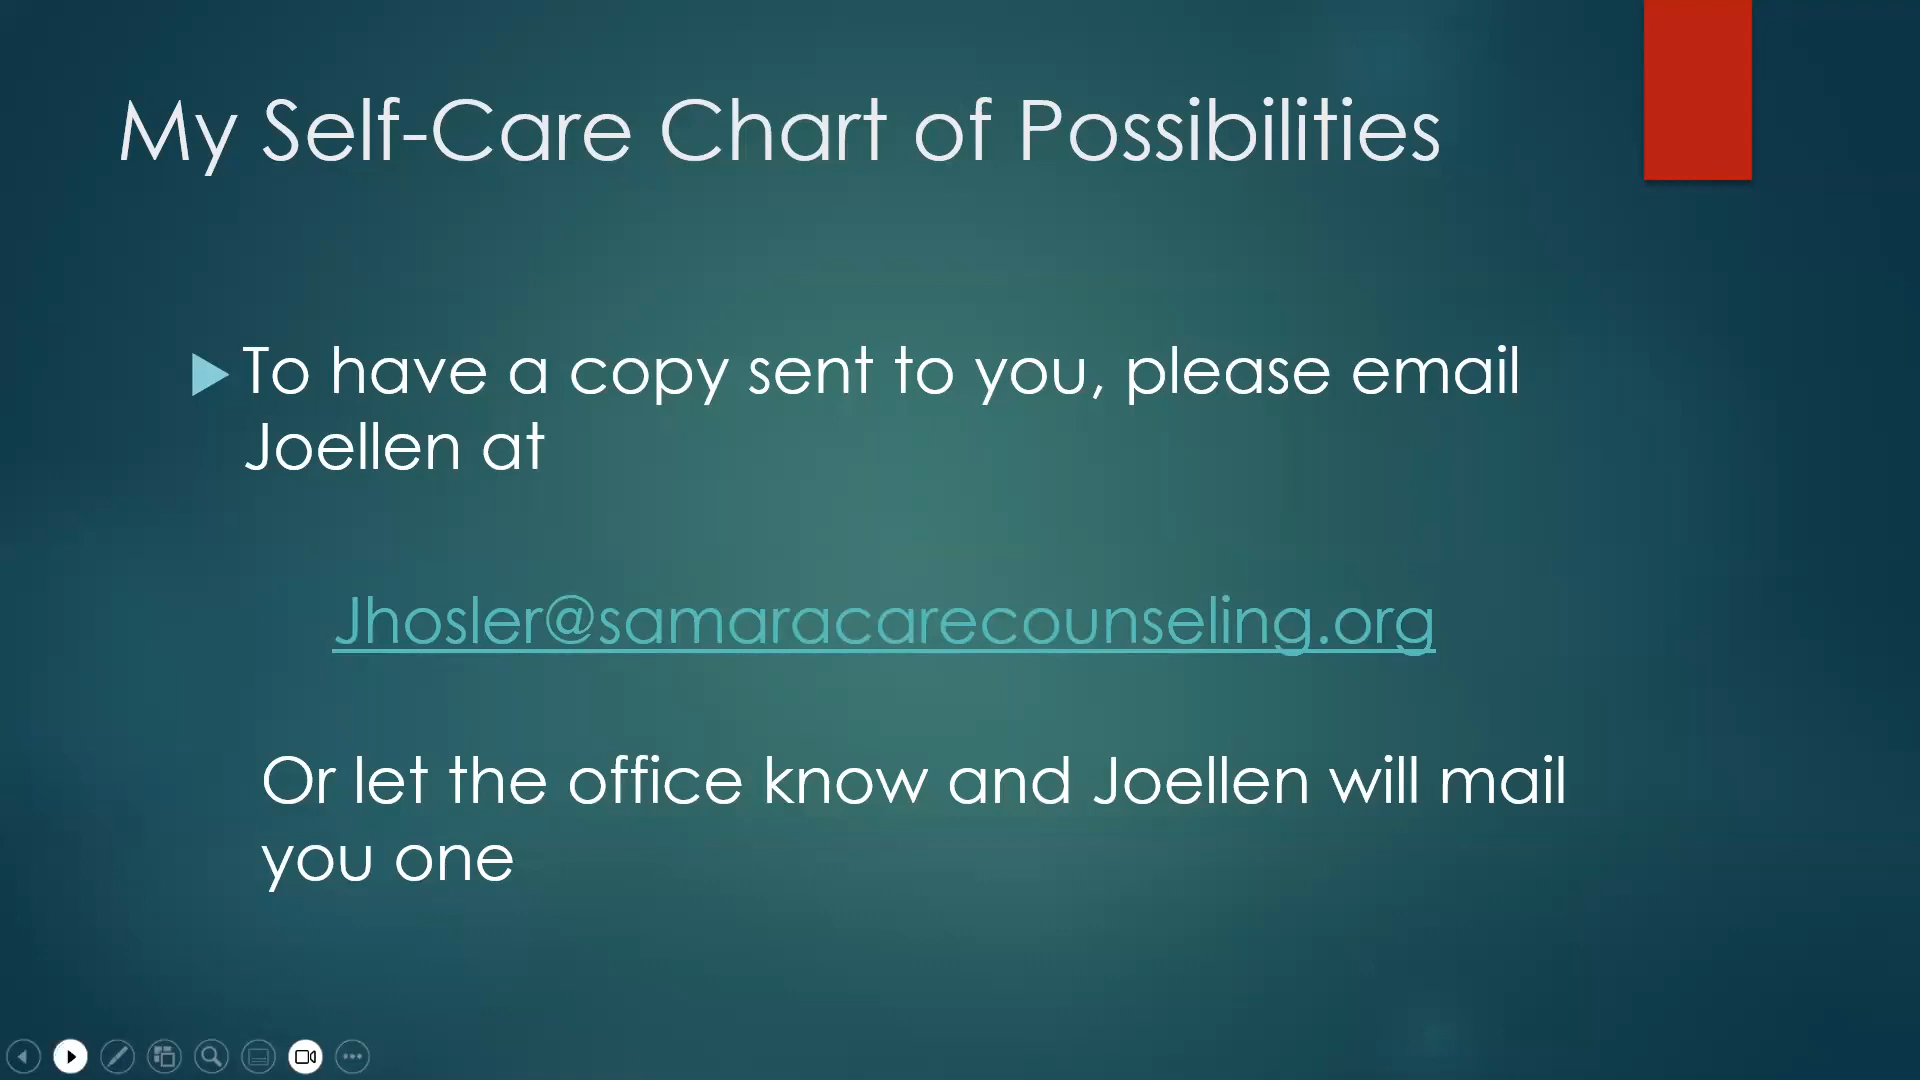 My Self-Care Chart of Possibilities
To have a copy sent to you, please email
Joellen at
Jhosler@samaracarecounseling.org
Or let the office know and Joellen will mail
you one